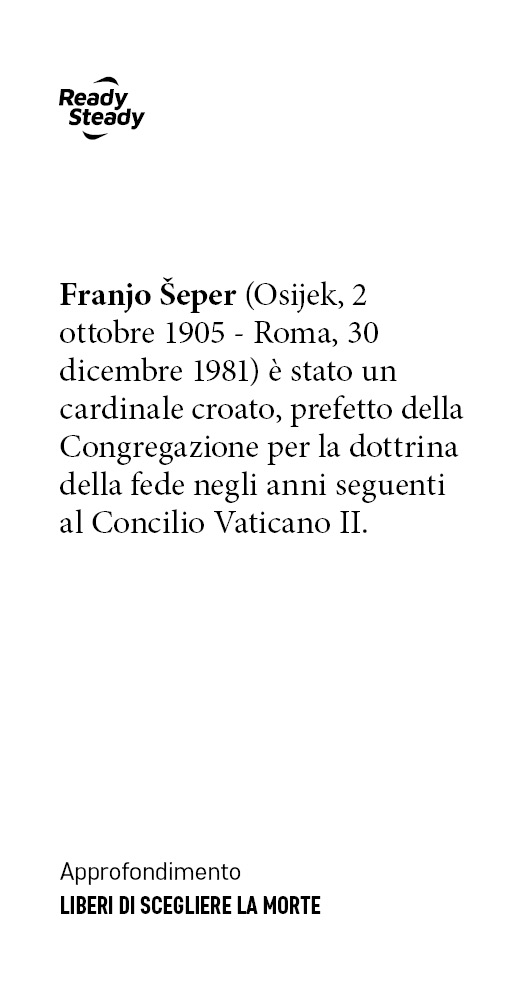 Ready
Steady
Franjo Šeper (Osijek, 2
ottobre 1905 - Roma, 30
dicembre 1981) è stato un
cardinale croato, prefetto della
Congregazione per la dottrina
della fede negli anni seguenti
al Concilio Vaticano II.
Approfondimento
LIBERI DI SCEGLIERE LA MORTE